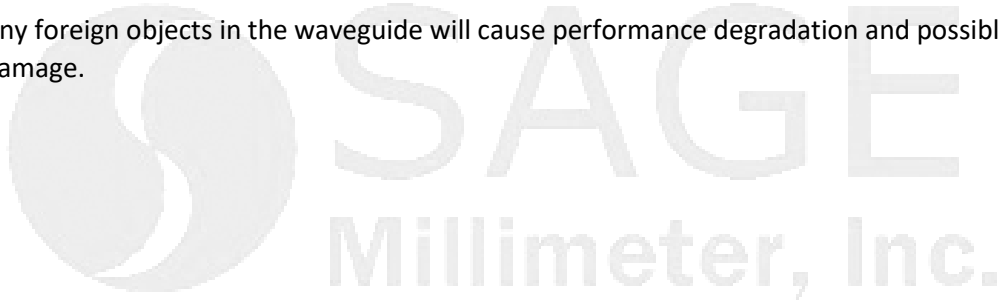 ny foreign objects in the waveguide will cause performance degradation and possibl
amage.
SAGE
Millimeter, Inc.